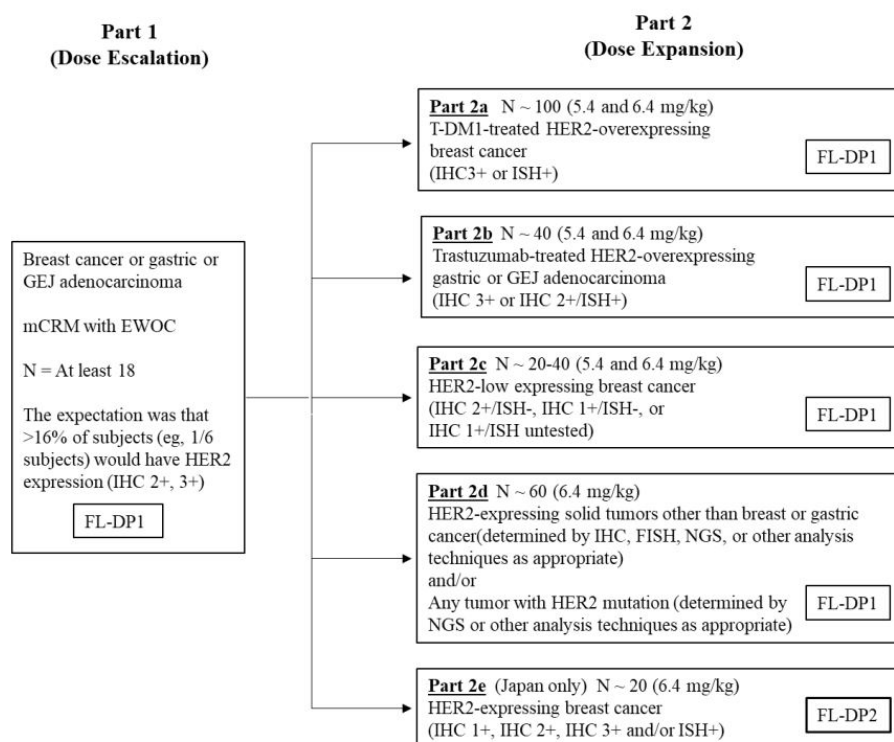 Part 1
(Dose Escalation)
Part 2
(Dose Expansion)
Breast cancer or gastric or
GEJ adenocarcinoma
mCRM with EWOC
N = At least 18
The expectation was that
>16% of subjects (eg, 1/6
subjects) would have HER2
expression (IHC 2+, 3+)
FL-DP1
Part 2a N ~ 100 (5.4 and 6.4 mg/kg)
T-DM1-treated HER2-overexpressing
breast cancer
(IHC3+ or ISH+)
FL-DP1
Part 2b N ~ 40 (5.4 and 6.4 mg/kg)
Trastuzumab-treated HER2-overexpressing
gastric or GEJ adenocarcinoma
(IHC 3+ or IHC 2+/ISH+)
FL-DP1
Part 2c N ~ 20-40 (5.4 and 6.4 mg/kg)
HER2-low expressing breast cancer
(IHC 2+/ISH-, IHC 1+/ISH-, or
IHC 1+/ISH untested)
FL-DP1
Part 2d N ~ 60 (6.4 mg/kg)
HER2-expressing solid tumors other than breast or gastric
cancer(determined by IHC, FISH, NGS, or other analysis
techniques as appropriate)
and/or
Any tumor with HER2 mutation (determined by
NGS or other analysis techniques as appropriate)
FL-DP1
Part 2e (Japan only) N ~ 20 (6.4 mg/kg)
HER2-expressing breast cancer
(IHC 1+, IHC 2+, IHC 3+ and/or ISH+)
FL-DP2